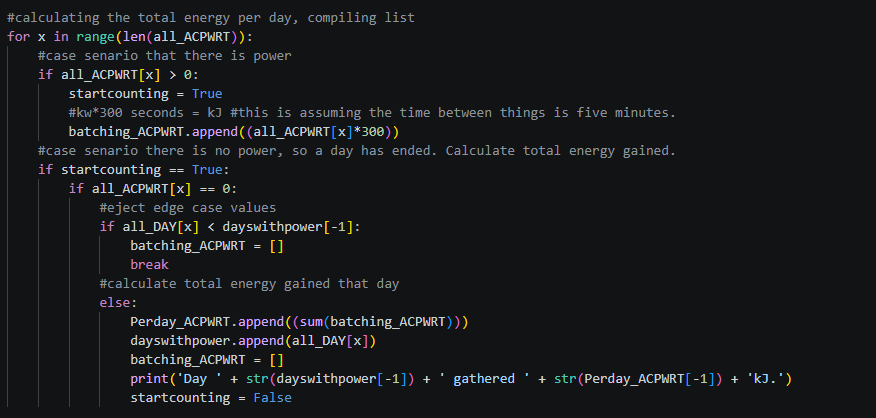 #calculating the total energy per day, compiling list
for x in range(len(all_ACPWRT)):
    #case senario that there is power
    if all_ACPWRT[x] > 0:
        startcounting = True
        #kw*300 seconds = kJ #this is assuming the time between things is five minutes.
        batching_ACPWRT.append((all_ACPWRT[x]*300))
    #case senario there is no power, so a day has ended. Calculate total energy gained.
    if startcounting == True:
        if all_ACPWRT[x] == 0:
            #eject edge case values
            if all_DAY[x] < dayswithpower[-1]:
                batching_ACPWRT = []
                break
            #calculate total energy gained that day
            else:
                Perday_ACPWRT.append((sum(batching_ACPWRT)))
                dayswithpower.append(all_DAY[x])
                batching_ACPWRT = []
                print('Day ' + str(dayswithpower[-1]) + ' gathered ' + str(Perday_ACPWRT[-1]) + 'kJ.')
                startcounting = False